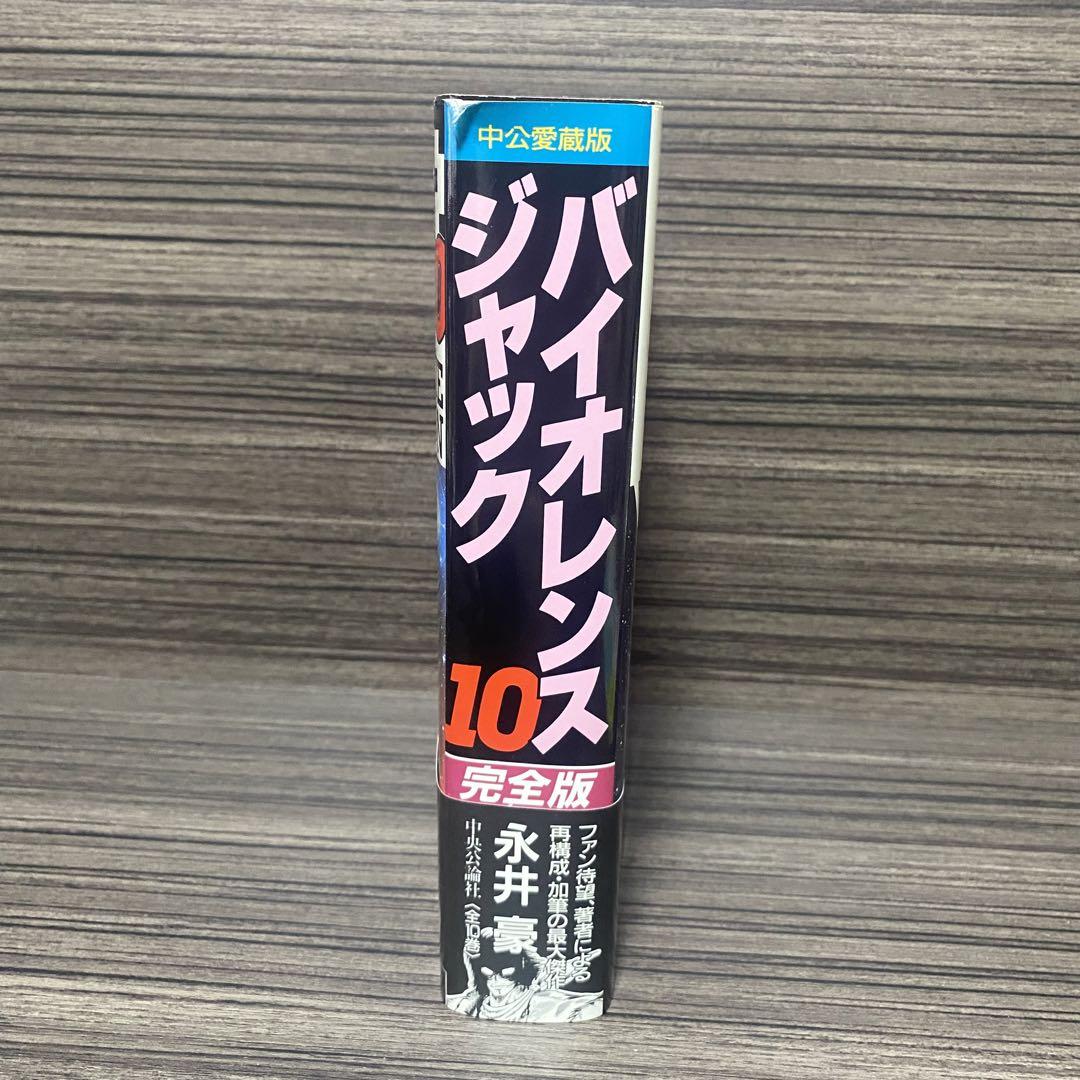 中公愛蔵版
バイオレンス
ジャック
10
完全版
ファン待望、著者による
再構成・加筆の最大傑作
永井 豪
中央公論社〈全10巻〉